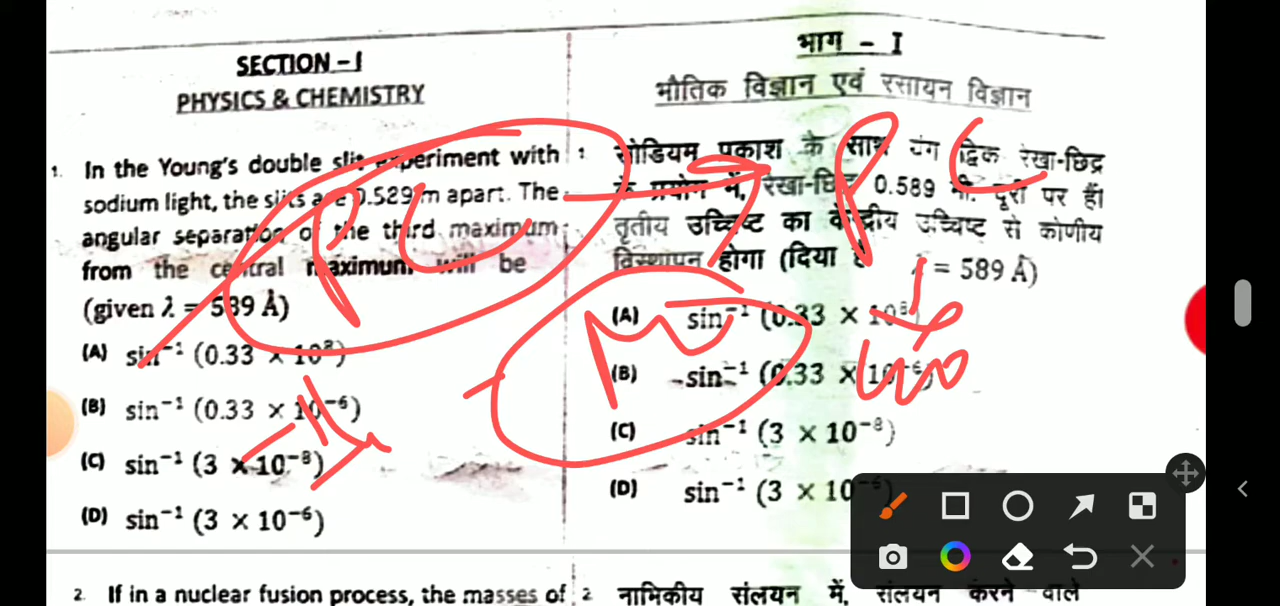 SECTION – I
PHYSICS & CHEMISTRY
1. In the Young's double slit experiment with
sodium light, the slits are 0.529 m apart. The
angular separation of the third maximum
from the central maximum will be
(given λ = 589 Å)
(A) sin⁻¹ (0.33 × 10⁸)
(B) sin⁻¹ (0.33 × 10⁻⁶)
(C) sin⁻¹ (3 × 10⁻⁸)
(D) sin⁻¹ (3 × 10⁻⁶)
2. If in a nuclear fusion process, the masses of
भाग – I
भौतिक विज्ञान एवं रसायन विज्ञान
1 सोडियम प्रकाश के साथ यंग द्विक रेखा-छिद्र
के प्रयोग में, रेखा-छिद्र 0.589 मी. दूरी पर हैं।
तृतीय उच्चिष्ट का केन्द्रीय उच्चिष्ट से कोणीय
विस्थापन होगा (दिया है = 589 Å)
(A) sin⁻¹ (0.33 × 10⁸
(B) sin⁻¹ (0.33 × 10⁻⁶)
(C) sin⁻¹ (3 × 10⁻⁸)
(D) sin⁻¹ (3 × 10
2 नाभिकीय संलयन में, संलयन करने वाले